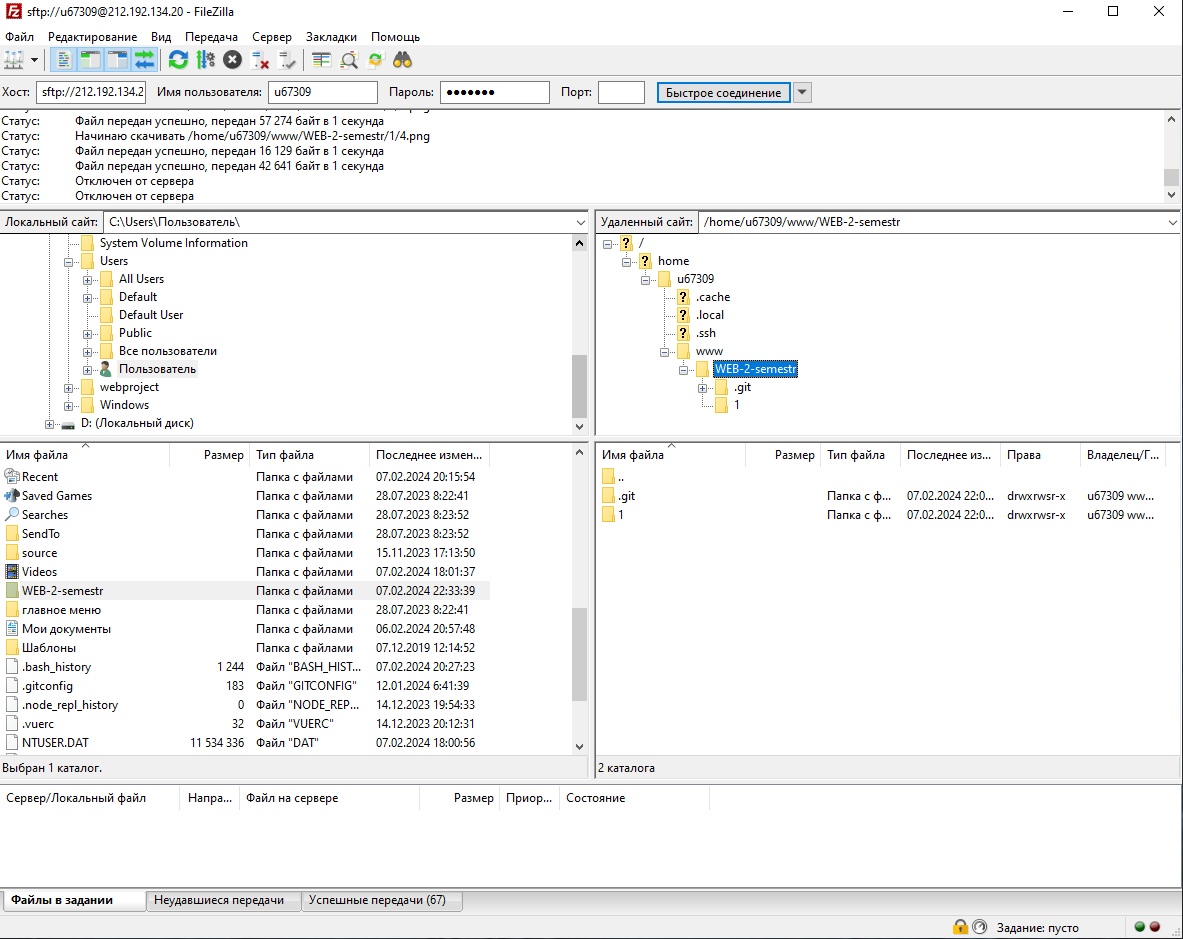 sftp://u67309@212.192.134.20 - FileZilla
Файл Редактирование Вид Передача Сервер Закладки Помощь
Хост: sftp://212.192.134.2 Имя пользователя: u67309 Пароль: ●●●●●●● Порт: Быстрое соединение
Статус: Файл передан успешно, передан 57 274 байт в 1 секунда
Статус: Начинаю скачивать /home/u67309/www/WEB-2-semestr/1/4.png
Статус: Файл передан успешно, передан 16 129 байт в 1 секунда
Статус: Файл передан успешно, передан 42 641 байт в 1 секунда
Статус: Отключен от сервера
Статус: Отключен от сервера
Локальный сайт: C:\Users\Пользователь\
System Volume Information
Users
All Users
Default
Default User
Public
Все пользователи
Пользователь
webproject
Windows
D: (Локальный диск)
Удаленный сайт: /home/u67309/www/WEB-2-semestr
/
home
u67309
.cache
.local
.ssh
www
WEB-2-semestr
.git
1
Имя файла Размер Тип файла Последнее измен...
Recent Папка с файлами 07.02.2024 20:15:54
Saved Games Папка с файлами 28.07.2023 8:22:41
Searches Папка с файлами 28.07.2023 8:23:52
SendTo Папка с файлами 28.07.2023 8:23:52
source Папка с файлами 15.11.2023 17:13:50
Videos Папка с файлами 07.02.2024 18:01:37
WEB-2-semestr Папка с файлами 07.02.2024 22:33:39
главное меню Папка с файлами 28.07.2023 8:22:41
Мои документы Папка с файлами 06.02.2024 20:57:48
Шаблоны Папка с файлами 07.12.2019 12:14:52
.bash_history 1 244 Файл "BASH_HIST... 07.02.2024 20:27:23
.gitconfig 183 Файл "GITCONFIG" 12.01.2024 6:41:39
.node_repl_history 0 Файл "NODE_REP... 14.12.2023 19:54:33
.vuerc 32 Файл "VUERC" 14.12.2023 20:12:31
NTUSER.DAT 11 534 336 Файл "DAT" 07.02.2024 18:00:56
Выбран 1 каталог.
Имя файла Размер Тип файла Последнее из... Права Владелец/Г...
..
.git Папка с ф... 07.02.2024 22:0... drwxrwsr-x u67309 ww...
1 Папка с ф... 07.02.2024 22:0... drwxrwsr-x u67309 ww...
2 каталога
Сервер/Локальный файл Напра... Файл на сервере Размер Приор... Состояние
Файлы в задании Неудавшиеся передачи Успешные передачи (67)
Задание: пусто